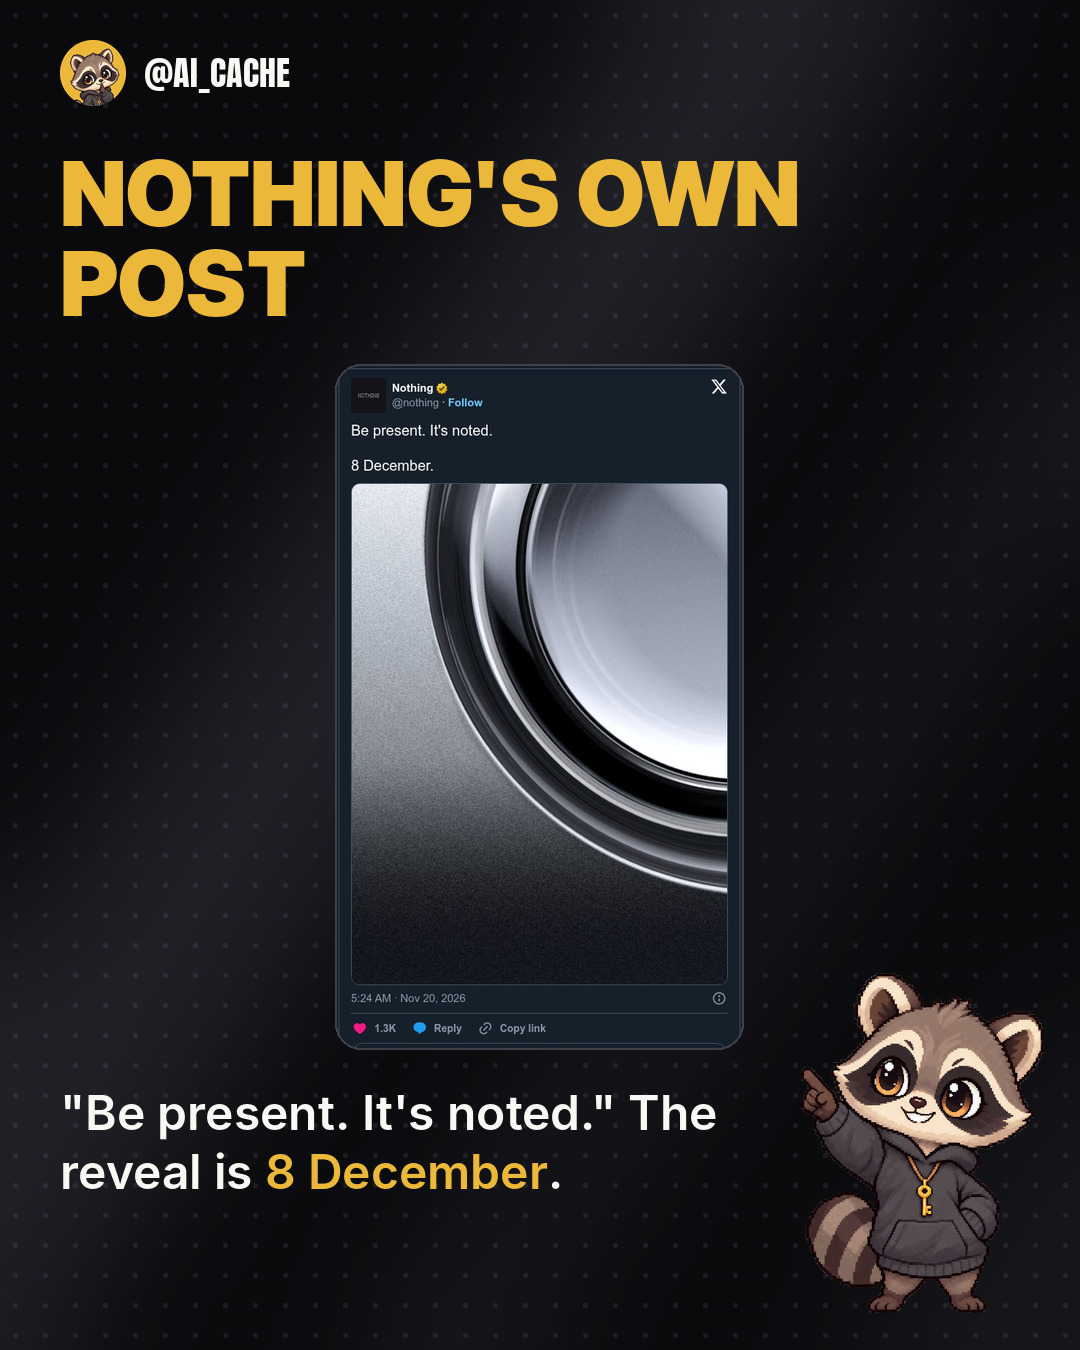 @AI_CACHE
NOTHING'S OWN
POST
NOTHING
Nothing
@nothing · Follow
Be present. It's noted.
8 December.
5:24 AM · Nov 20, 2026
1.3K Reply Copy link
"Be present. It's noted." The
reveal is 8 December.